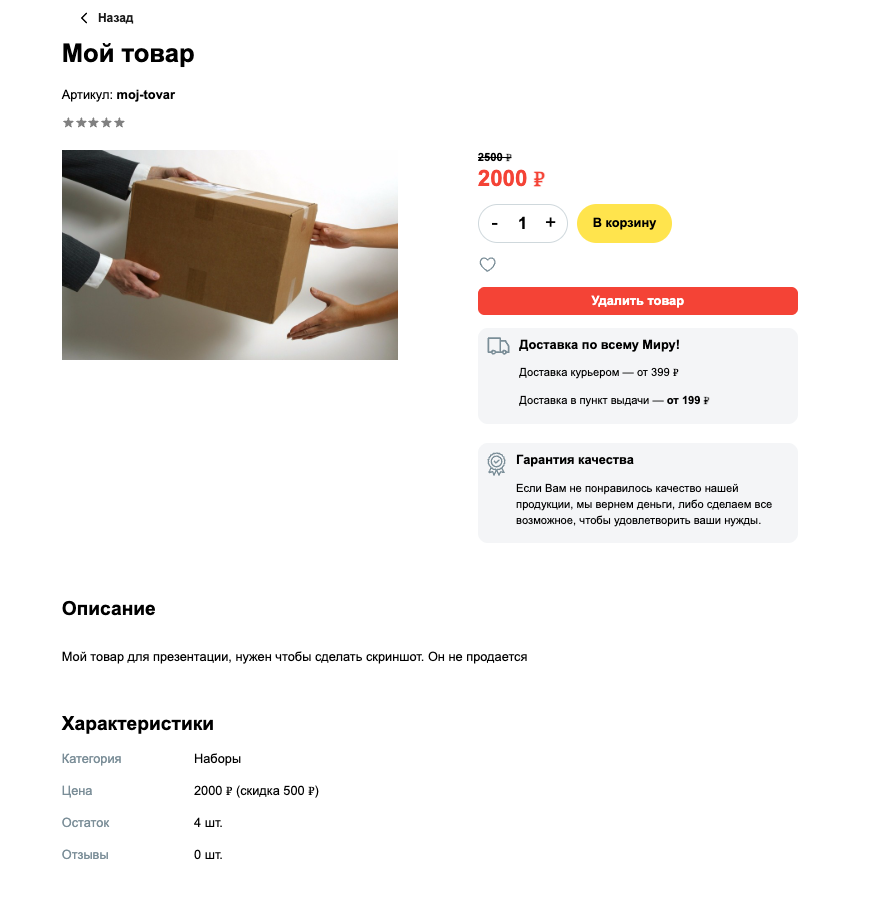 Назад
Мой товар
Артикул: moj-tovar
2500 ₽
2000 ₽
- 1 +
В корзину
Удалить товар
Доставка по всему Миру!
Доставка курьером — от 399 ₽
Доставка в пункт выдачи — от 199 ₽
Гарантия качества
Если Вам не понравилось качество нашей
продукции, мы вернем деньги, либо сделаем все
возможное, чтобы удовлетворить ваши нужды.
Описание
Мой товар для презентации, нужен чтобы сделать скриншот. Он не продается
Характеристики
Категория Наборы
Цена 2000 ₽ (скидка 500 ₽)
Остаток 4 шт.
Отзывы 0 шт.